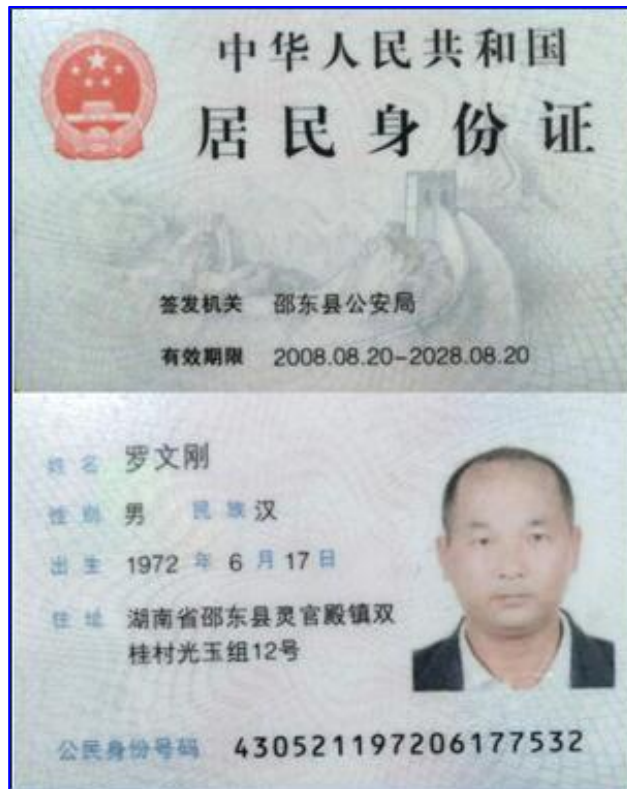 中华人民共和国
居民身份证
签发机关 邵东县公安局
有效期限 2008.08.20-2028.08.20
姓名 罗文刚
性别 男 民族 汉
出生 1972 年 6 月 17 日
住址 湖南省邵东县灵官殿镇双
桂村光玉组12号
公民身份号码 430521197206177532